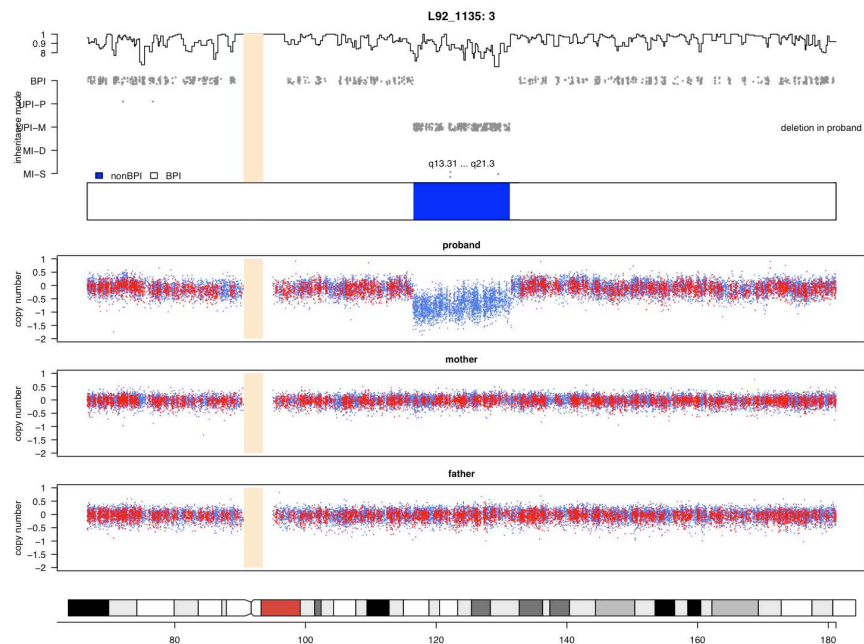 L92_1135: 3
1
0.9
8
BPI
UPI-P
UPI-M
MI-D
MI-S
inheritance mode
deletion in proband
q13.31 ... q21.3
nonBPI BPI
proband
1
0.5
0
-0.5
-1
-1.5
-2
copy number
mother
1
0.5
0
-0.5
-1
-1.5
-2
copy number
father
1
0.5
0
-0.5
-1
-1.5
-2
copy number
80 100 120 140 160 180